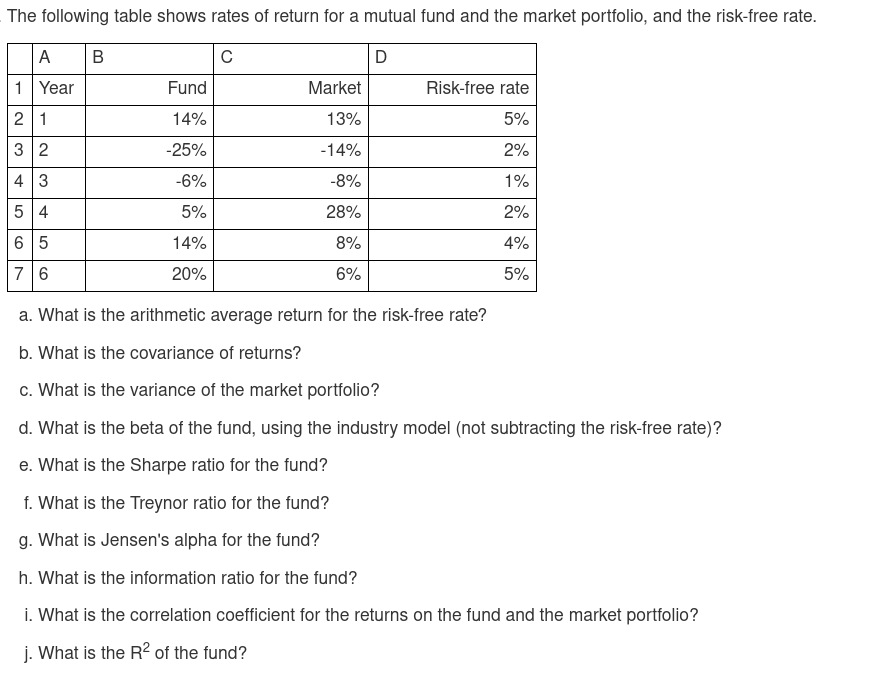 The following table shows rates of return for a mutual fund and the market portfolio, and the risk-free rate.
A B C D
1 Year Fund Market Risk-free rate
2 1 14% 13% 5%
3 2 -25% -14% 2%
4 3 -6% -8% 1%
5 4 5% 28% 2%
6 5 14% 8% 4%
7 6 20% 6% 5%
a. What is the arithmetic average return for the risk-free rate?
b. What is the covariance of returns?
c. What is the variance of the market portfolio?
d. What is the beta of the fund, using the industry model (not subtracting the risk-free rate)?
e. What is the Sharpe ratio for the fund?
f. What is the Treynor ratio for the fund?
g. What is Jensen's alpha for the fund?
h. What is the information ratio for the fund?
i. What is the correlation coefficient for the returns on the fund and the market portfolio?
j. What is the R² of the fund?